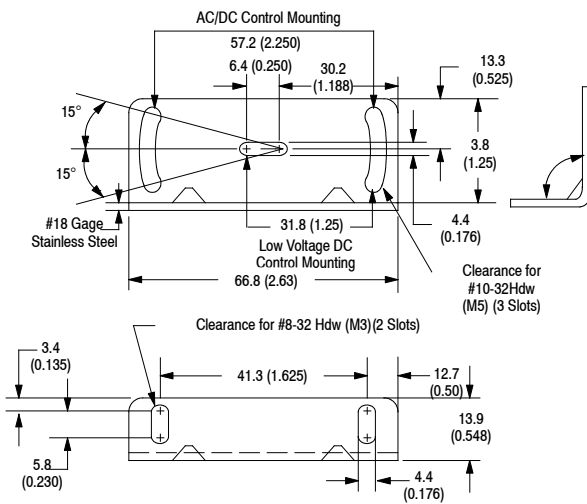 AC/DC Control Mounting
57.2 (2.250)
6.4 (0.250)
30.2
(1.188)
13.3
(0.525)
15°
15°
3.8
(1.25)
#18 Gage
Stainless Steel
31.8 (1.25)
Low Voltage DC
Control Mounting
4.4
(0.176)
66.8 (2.63)
Clearance for
#10-32Hdw
(M5) (3 Slots)
Clearance for #8-32 Hdw (M3)(2 Slots)
3.4
(0.135)
41.3 (1.625)
12.7
(0.50)
13.9
(0.548)
5.8
(0.230)
4.4
(0.176)